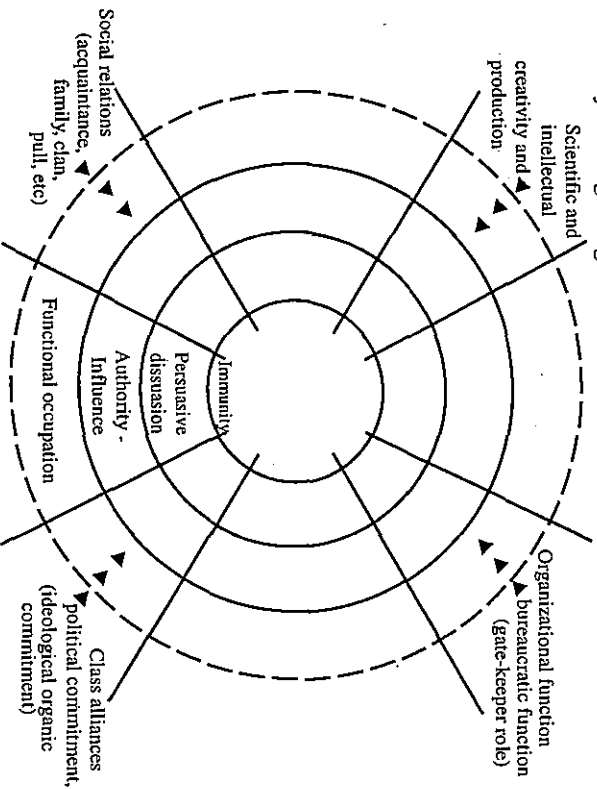 Scientific and
intellectual
creativity and
production
Organizational function
bureaucratic function
(gate-keeper role)
Social relations
(acquaintance,
family, clan,
pull, etc)
Immunity
Persuasive
dissuasion
Authority -
Influence
Functional occupation
Class alliances
political commitment,
(ideological organic
commitment)